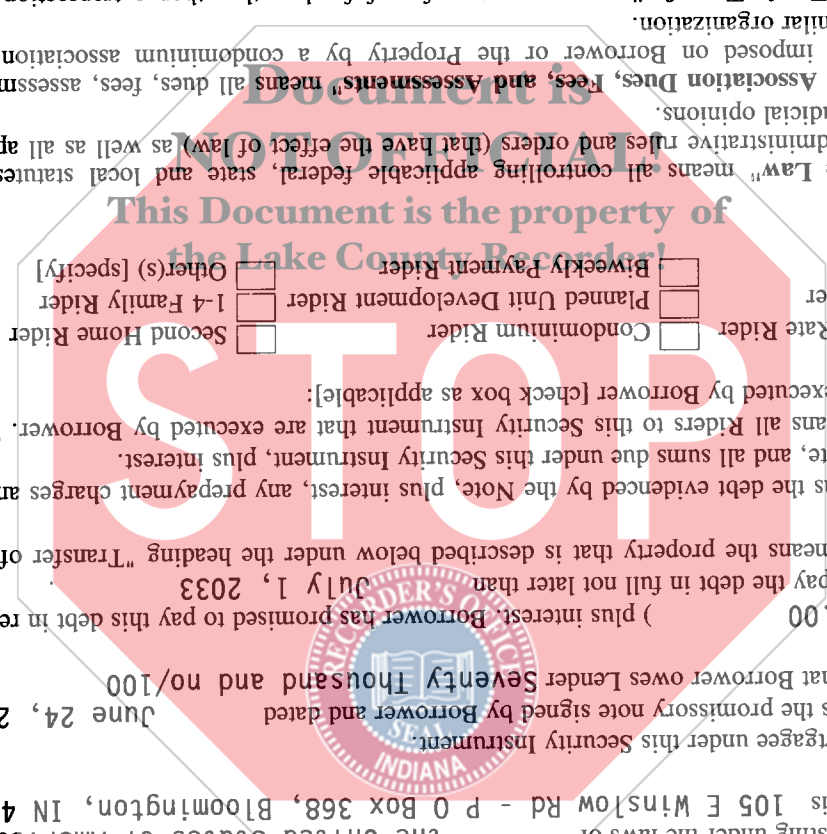 is 105 E Winslow Rd - P O Box 368, Bloomington, IN 4
rtgagee under this Security Instrument.
s the promissory note signed by Borrower and dated June 24, 2
hat Borrower owes Lender Seventy Thousand and no/100
.00 ) plus interest. Borrower has promised to pay this debt in re
pay the debt in full not later than July 1, 2033 .
means the property that is described below under the heading "Transfer of
ns the debt evidenced by the Note, plus interest, any prepayment charges an
te, and all sums due under this Security Instrument, plus interest.
ans all Riders to this Security Instrument that are executed by Borrower.
executed by Borrower [check box as applicable]:
Rate Rider Condominium Rider Second Home Rider
er Planned Unit Development Rider 1-4 Family Rider
Biweekly Payment Rider Other(s) [specify]
e Law" means all controlling applicable federal, state and local statutes
dministrative rules and orders (that have the effect of law) as well as all ap
udicial opinions.
Association Dues, Fees, and Assessments" means all dues, fees, assessm
imposed on Borrower or the Property by a condominium association
milar organization.
Document is
NOT OFFICIAL!
This Document is the property of
the Lake County Recorder!
STOP
RECORDER'S OFFICE
SEAL
INDIANA